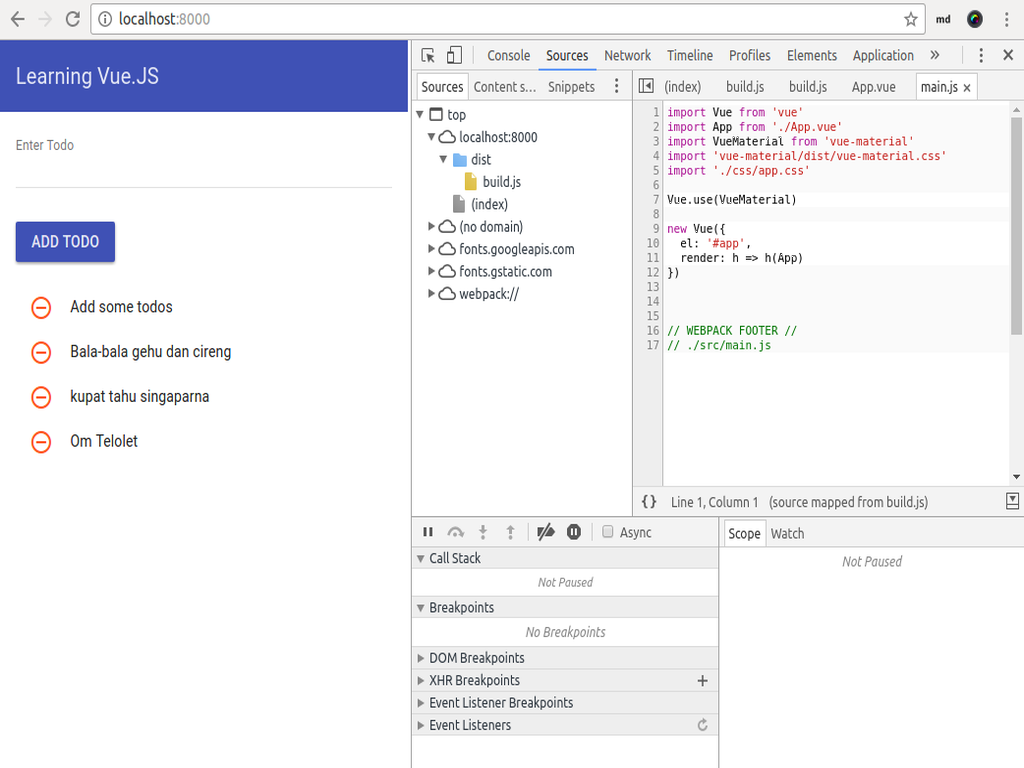 localhost:8000
md
Learning Vue.JS
Enter Todo
ADD TODO
Add some todos
Bala-bala gehu dan cireng
kupat tahu singaparna
Om Telolet
Console Sources Network Timeline Profiles Elements Application »
Sources Content s... Snippets
top
localhost:8000
dist
build.js
(index)
(no domain)
fonts.googleapis.com
fonts.gstatic.com
webpack://
(index) build.js build.js App.vue main.js ×
1 import Vue from 'vue'
2 import App from './App.vue'
3 import VueMaterial from 'vue-material'
4 import 'vue-material/dist/vue-material.css'
5 import './css/app.css'
6
7 Vue.use(VueMaterial)
8
9 new Vue({
10 el: '#app',
11 render: h => h(App)
12 })
13
14
15
16 // WEBPACK FOOTER //
17 // ./src/main.js
{} Line 1, Column 1 (source mapped from build.js)
Async
Call Stack
Not Paused
Breakpoints
No Breakpoints
DOM Breakpoints
XHR Breakpoints +
Event Listener Breakpoints
Event Listeners
Scope Watch
Not Paused